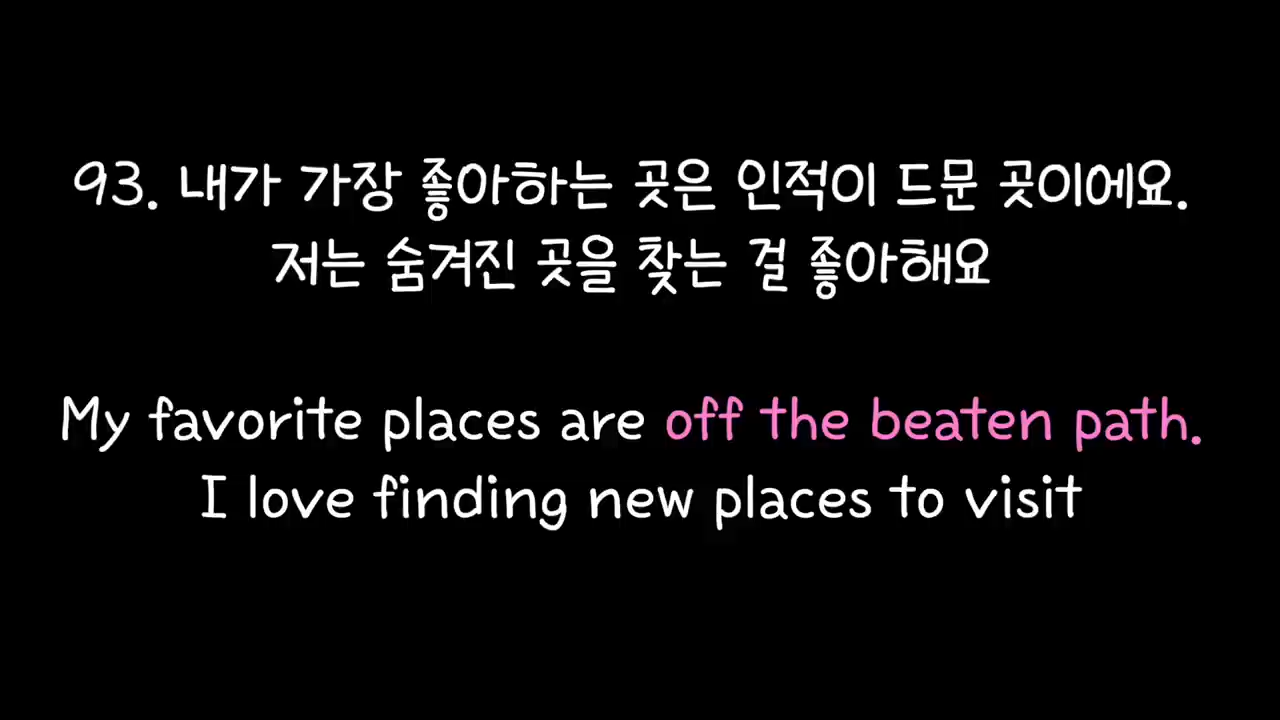 93. 내가 가장 좋아하는 곳은 인적이 드문 곳이에요.
저는 숨겨진 곳을 찾는 걸 좋아해요
My favorite places are off the beaten path.
I love finding new places to visit